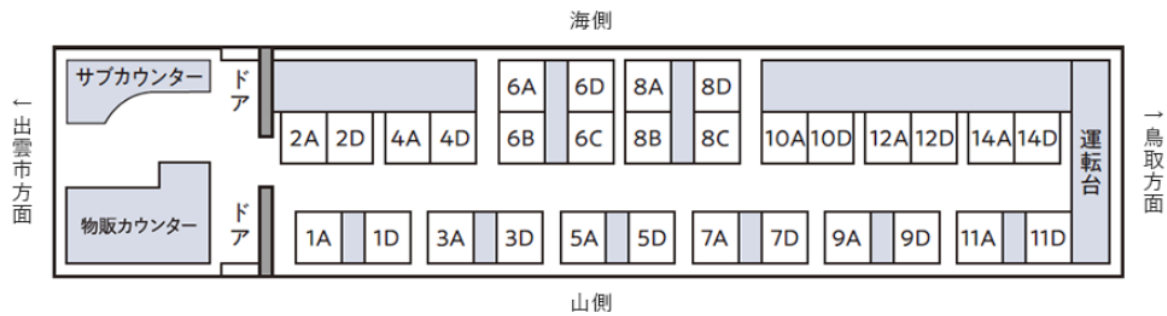 海側
サブカウンター
ドア
6A 6D 8A 8D
2A 2D 4A 4D 6B 6C 8B 8C 10A 10D 12A 12D 14A 14D
←出雲市方面
運転台
→鳥取方面
物販カウンター
ドア
1A 1D 3A 3D 5A 5D 7A 7D 9A 9D 11A 11D
山側